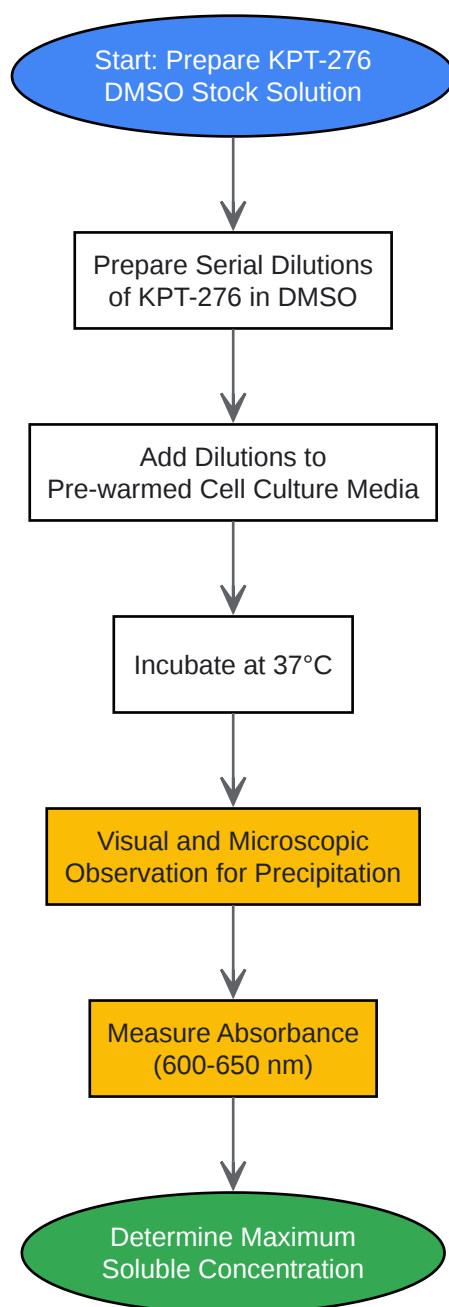 Start: Prepare KPT-276
DMSO Stock Solution
Prepare Serial Dilutions
of KPT-276 in DMSO
Add Dilutions to
Pre-warmed Cell Culture Media
Incubate at 37°C
Visual and Microscopic
Observation for Precipitation
Measure Absorbance
(600-650 nm)
Determine Maximum
Soluble Concentration